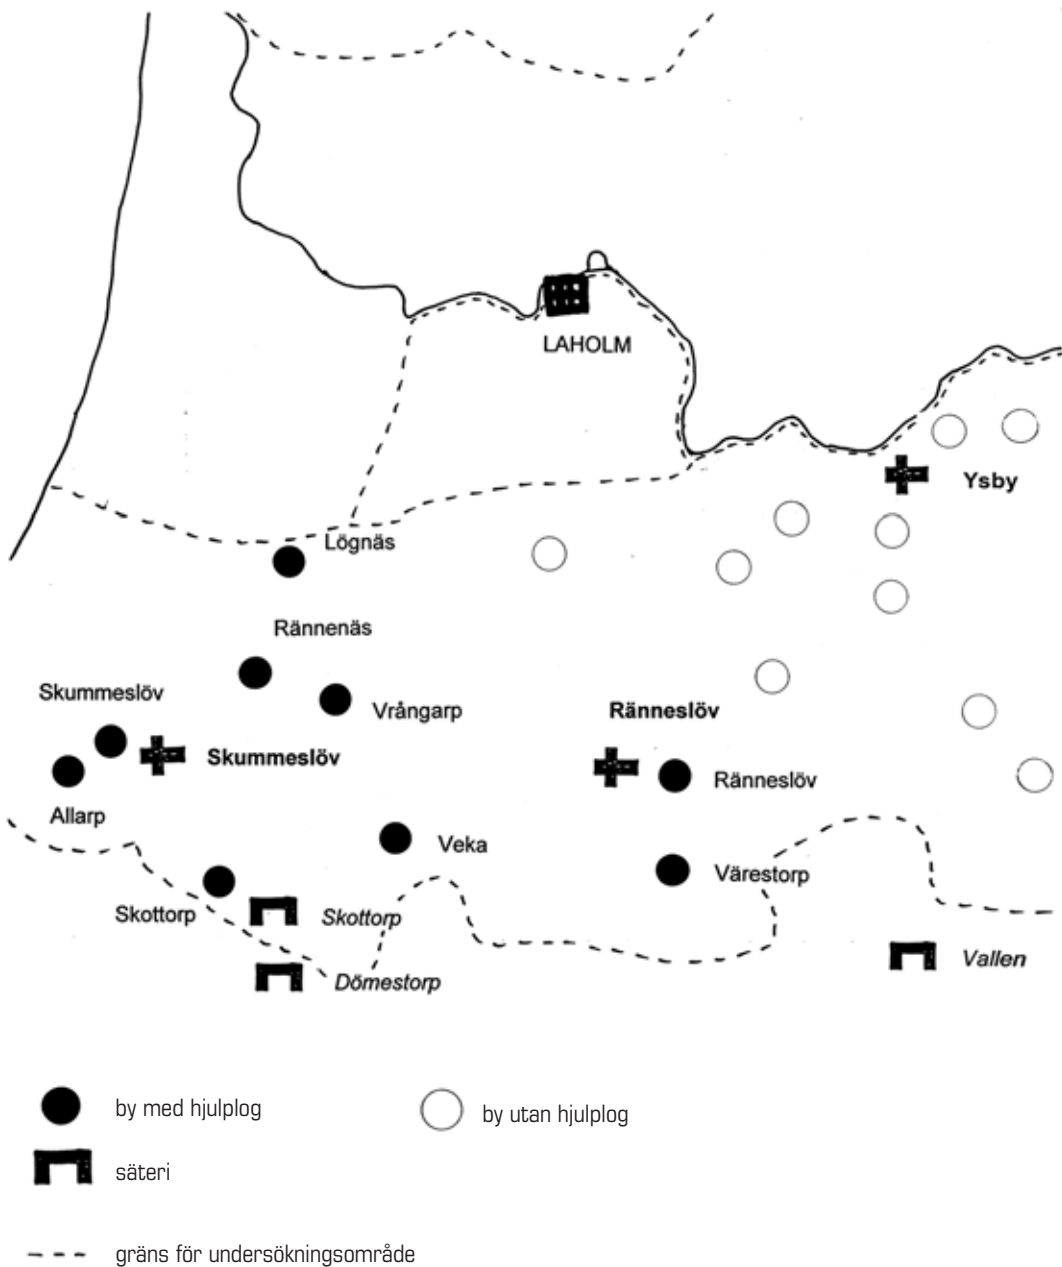 LAHOLM
Ysby
Lögnäs
Rännenäs
Skummeslöv
Vrångarp
Ränneslöv
Skummeslöv
Ränneslöv
Allarp
Veka
Värestorp
Skottorp
Skottorp
Vallen
Dömestorp
by med hjulplog
by utan hjulplog
säteri
gräns för undersökningsområde